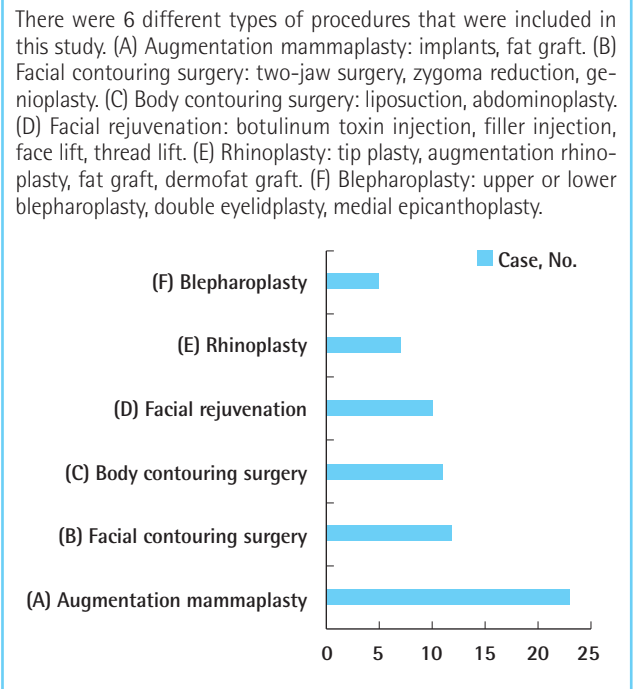 There were 6 different types of procedures that were included in
this study. (A) Augmentation mammaplasty: implants, fat graft. (B)
Facial contouring surgery: two-jaw surgery, zygoma reduction, ge-
nioplasty. (C) Body contouring surgery: liposuction, abdominoplasty.
(D) Facial rejuvenation: botulinum toxin injection, filler injection,
face lift, thread lift. (E) Rhinoplasty: tip plasty, augmentation rhino-
plasty, fat graft, dermofat graft. (F) Blepharoplasty: upper or lower
blepharoplasty, double eyelidplasty, medial epicanthoplasty.
Case, No.
(F) Blepharoplasty
(E) Rhinoplasty
(D) Facial rejuvenation
(C) Body contouring surgery
(B) Facial contouring surgery
(A) Augmentation mammaplasty
0 5 10 15 20 25